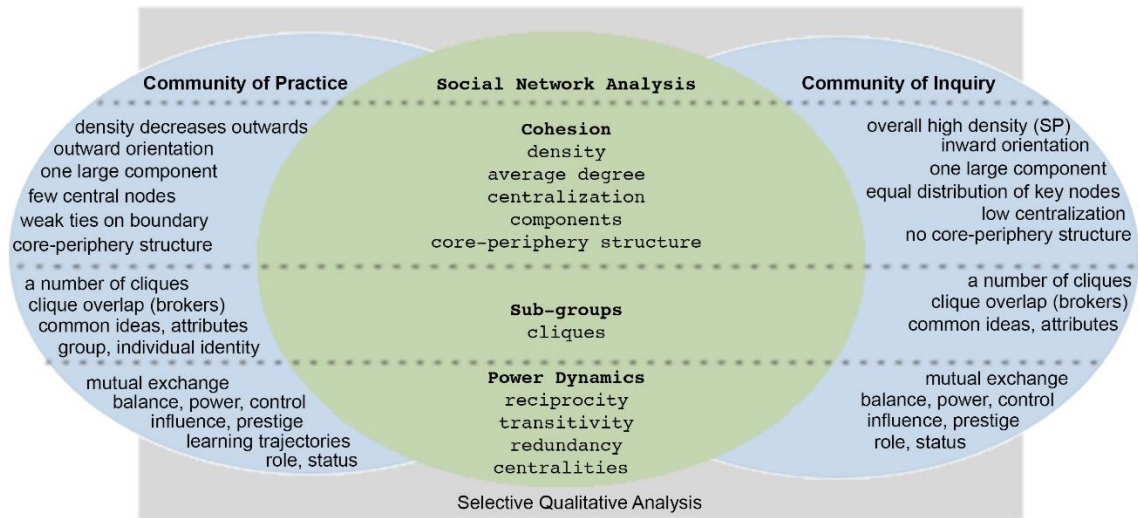 Community of Practice
Social Network Analysis
Community of Inquiry
density decreases outwards
outward orientation
one large component
few central nodes
weak ties on boundary
core-periphery structure
Cohesion
density
average degree
centralization
components
core-periphery structure
overall high density (SP)
inward orientation
one large component
equal distribution of key nodes
low centralization
no core-periphery structure
a number of cliques
clique overlap (brokers)
common ideas, attributes
group, individual identity
Sub-groups
cliques
a number of cliques
clique overlap (brokers)
common ideas, attributes
mutual exchange
balance, power, control
influence, prestige
learning trajectories
role, status
Power Dynamics
reciprocity
transitivity
redundancy
centralities
mutual exchange
balance, power, control
influence, prestige
role, status
Selective Qualitative Analysis